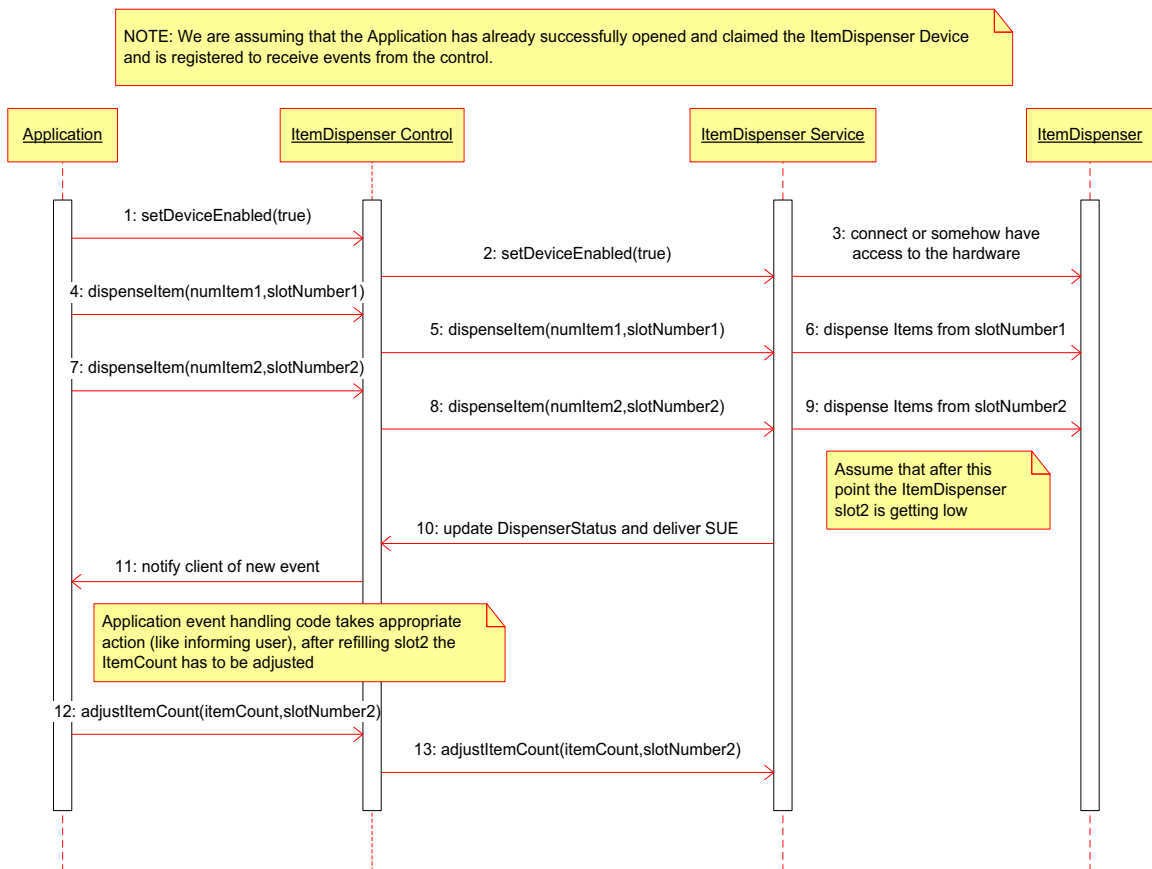 NOTE: We are assuming that the Application has already successfully opened and claimed the ItemDispenser Device
and is registered to receive events from the control.
Application
ItemDispenser Control
ItemDispenser Service
ItemDispenser
1: setDeviceEnabled(true)
2: setDeviceEnabled(true)
3: connect or somehow have
access to the hardware
4: dispenseItem(numItem1,slotNumber1)
5: dispenseItem(numItem1,slotNumber1)
6: dispense Items from slotNumber1
7: dispenseItem(numItem2,slotNumber2)
8: dispenseItem(numItem2,slotNumber2)
9: dispense Items from slotNumber2
Assume that after this
point the ItemDispenser
slot2 is getting low
10: update DispenserStatus and deliver SUE
11: notify client of new event
Application event handling code takes appropriate
action (like informing user), after refilling slot2 the
ItemCount has to be adjusted
12: adjustItemCount(itemCount,slotNumber2)
13: adjustItemCount(itemCount,slotNumber2)